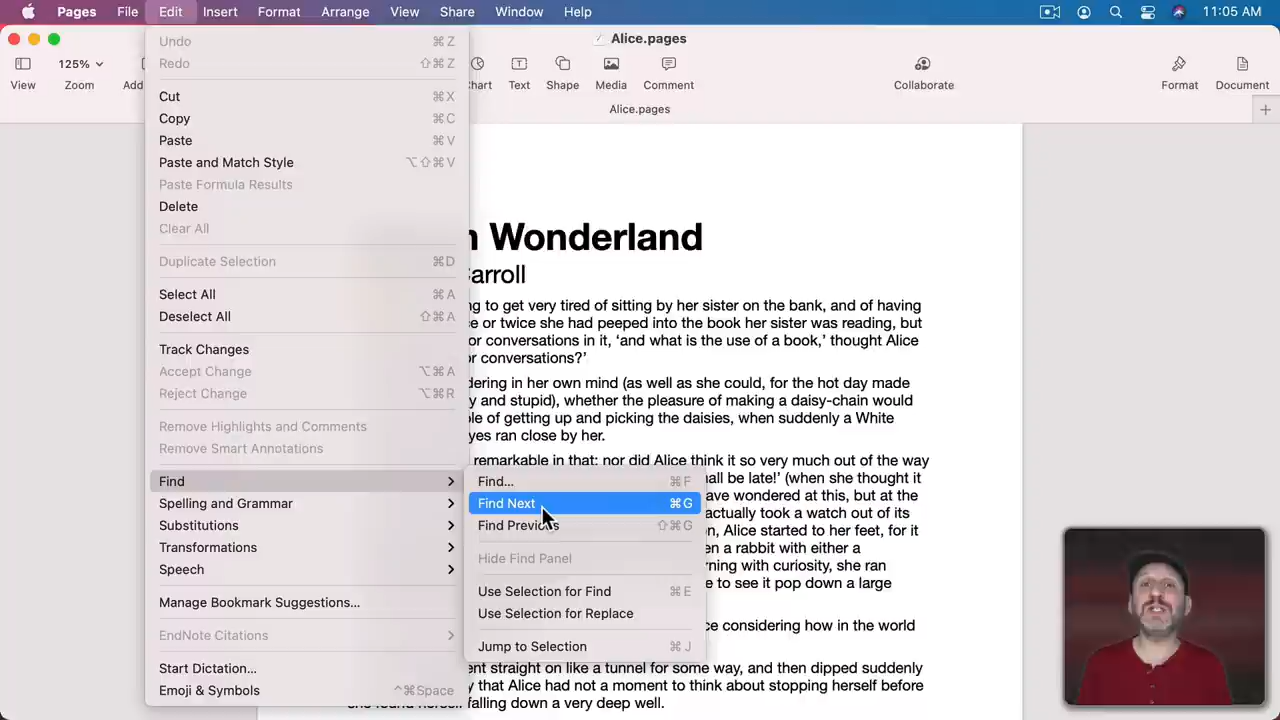 Pages File Edit Insert Format Arrange View Share Window Help 11:05 AM
Alice.pages
View 125% Zoom Add Chart Text Shape Media Comment Collaborate Format Document
Alice.pages
Undo ⌘Z
Redo ⇧⌘Z
Cut ⌘X
Copy ⌘C
Paste ⌘V
Paste and Match Style ⌥⇧⌘V
Paste Formula Results
Delete
Clear All
Duplicate Selection ⌘D
Select All ⌘A
Deselect All ⇧⌘A
Track Changes
Accept Change ⌥⌘A
Reject Change ⌥⌘R
Remove Highlights and Comments
Remove Smart Annotations
Find
Spelling and Grammar
Substitutions
Transformations
Speech
Manage Bookmark Suggestions...
EndNote Citations
Start Dictation...
Emoji & Symbols ^⌘Space
Find... ⌘F
Find Next ⌘G
Find Previous ⇧⌘G
Hide Find Panel
Use Selection for Find ⌘E
Use Selection for Replace
Jump to Selection ⌘J
n Wonderland
Carroll
to get very tired of sitting by her sister on the bank, and of having
or twice she had peeped into the book her sister was reading, but
or conversations in it, ‘and what is the use of a book,’ thought Alice
or conversations?’
in her own mind (as well as she could, for the hot day made
and stupid), whether the pleasure of making a daisy-chain would
of getting up and picking the daisies, when suddenly a White
eyes ran close by her.
remarkable in that; nor did Alice think it so very much out of the way
late!’ (when she thought it
have wondered at this, but at the
actually took a watch out of its
Alice started to her feet, for it
a rabbit with either a
with curiosity, she ran
to see it pop down a large
considering how in the world
straight on like a tunnel for some way, and then dipped suddenly
that Alice had not a moment to think about stopping herself before
she found herself falling down a very deep well.